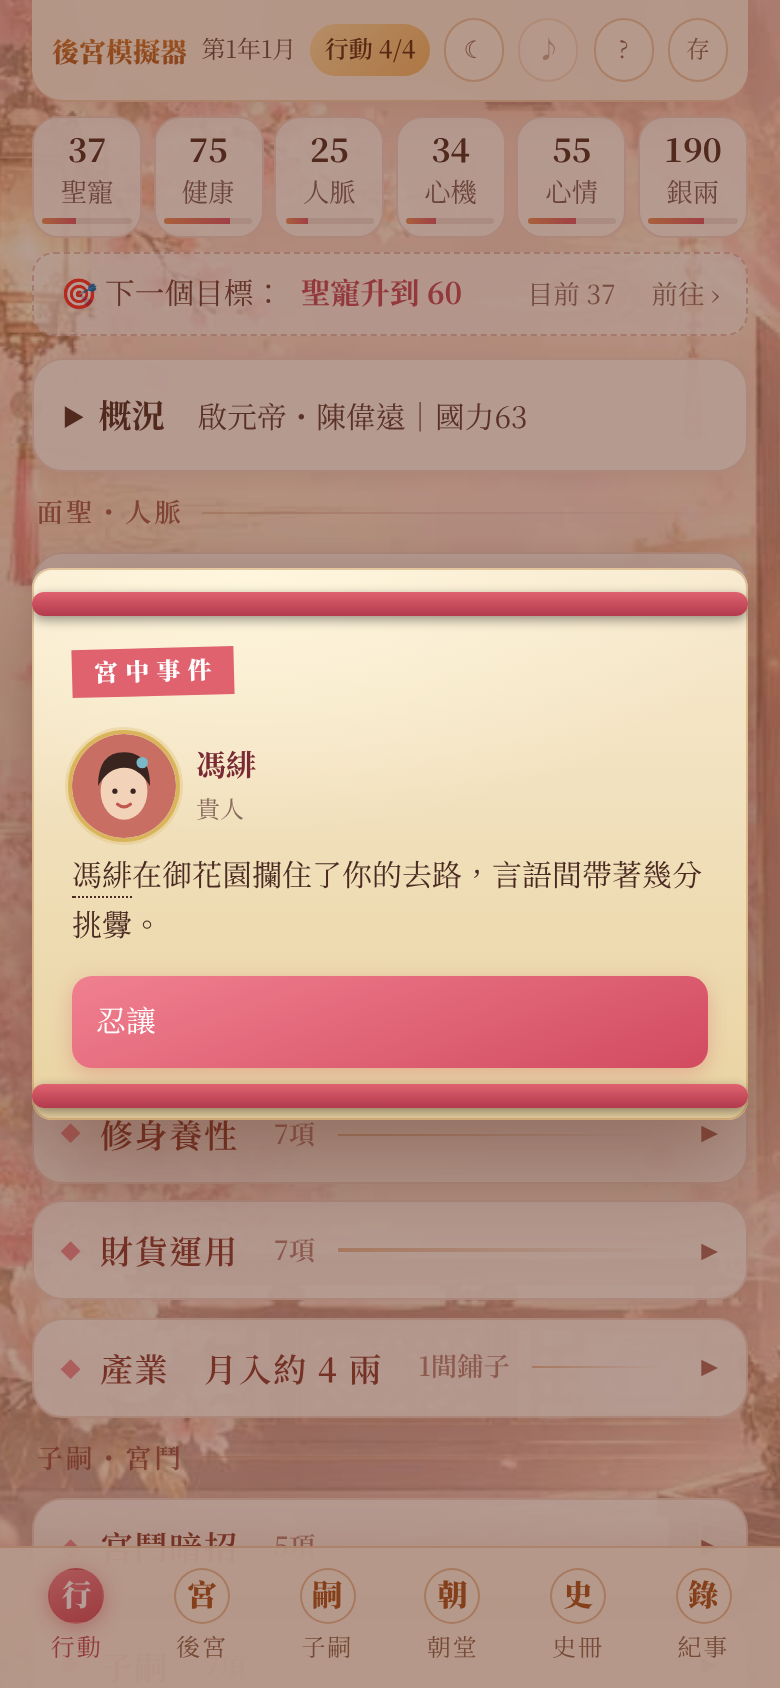 後宮模擬器 第1年1月 行動 4/4 ☾ ♪ ? 存
37 75 25 34 55 190
聖寵 健康 人脈 心機 心情 銀兩
下一個目標： 聖寵升到 60 目前 37 前往 ›
▶ 概況 啟元帝・陳偉遠｜國力63
面聖・人脈
宮中事件
馮緋
貴人
馮緋在御花園攔住了你的去路，言語間帶著幾分
挑釁。
忍讓
修身養性 7項 ▶
財貨運用 7項 ▶
產業 月入約 4 兩 1間鋪子 ▶
子嗣・宮鬥
宮鬥暗招 5項
行 宮 嗣 朝 史 錄
行動 後宮 子嗣 朝堂 史冊 紀事